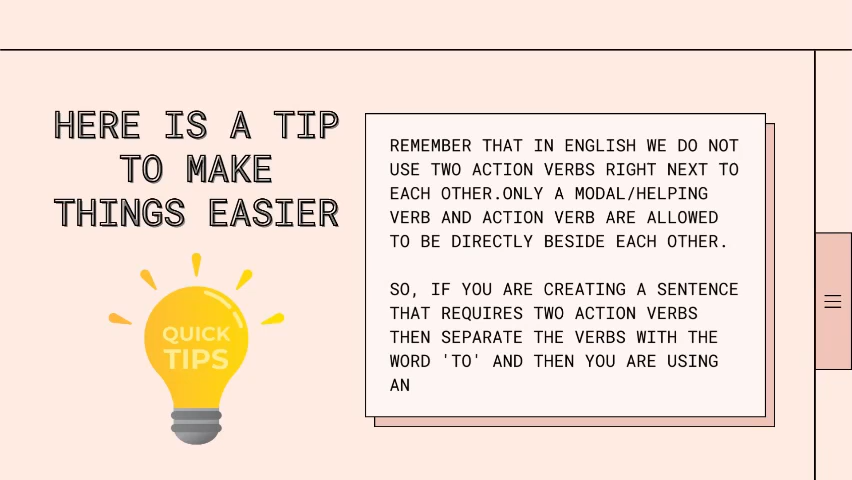 HERE IS A TIP
TO MAKE
THINGS EASIER
QUICK
TIPS
REMEMBER THAT IN ENGLISH WE DO NOT
USE TWO ACTION VERBS RIGHT NEXT TO
EACH OTHER.ONLY A MODAL/HELPING
VERB AND ACTION VERB ARE ALLOWED
TO BE DIRECTLY BESIDE EACH OTHER.
SO, IF YOU ARE CREATING A SENTENCE
THAT REQUIRES TWO ACTION VERBS
THEN SEPARATE THE VERBS WITH THE
WORD 'TO' AND THEN YOU ARE USING
AN